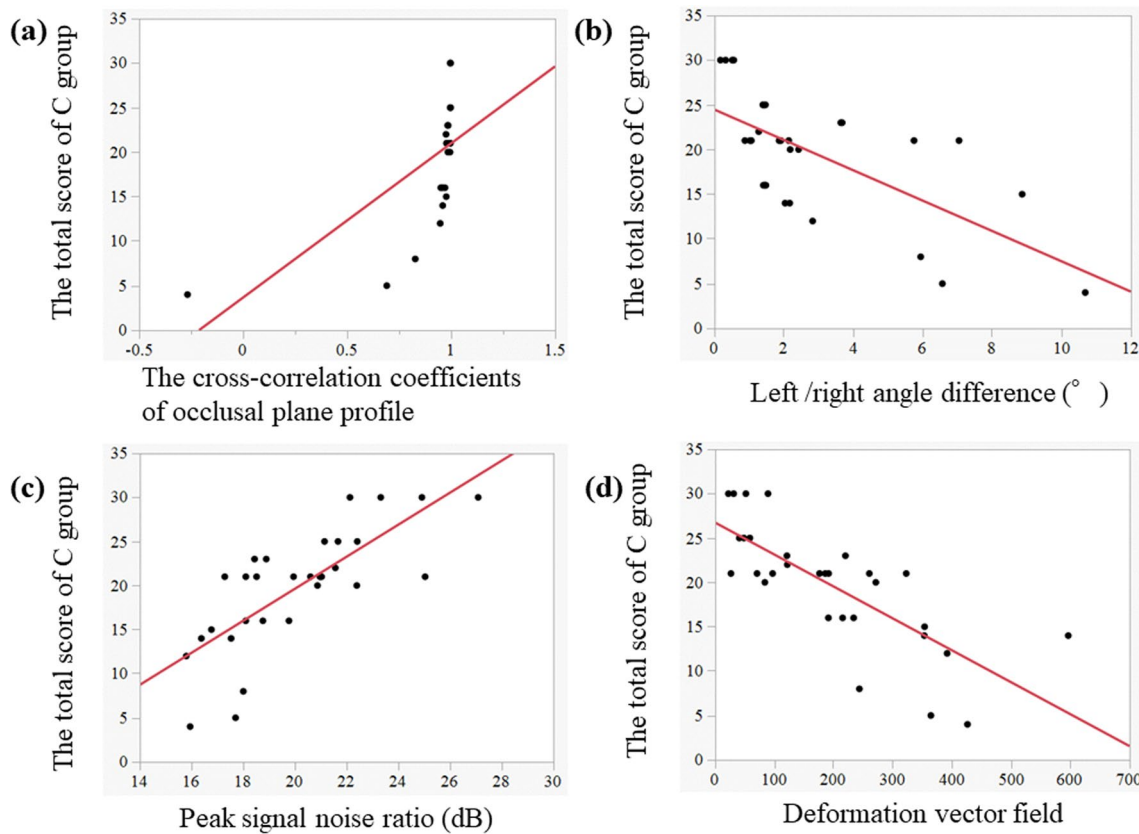 (a)
The total score of C group
35
30
25
20
15
10
5
0
-0.5 0 0.5 1 1.5
The cross-correlation coefficients
of occlusal plane profile
(b)
The total score of C group
35
30
25
20
15
10
5
0
0 2 4 6 8 10 12
Left /right angle difference (° )
(c)
The total score of C group
35
30
25
20
15
10
5
0
14 16 18 20 22 24 26 28 30
Peak signal noise ratio (dB)
(d)
The total score of C group
35
30
25
20
15
10
5
0
0 100 200 300 400 500 600 700
Deformation vector field